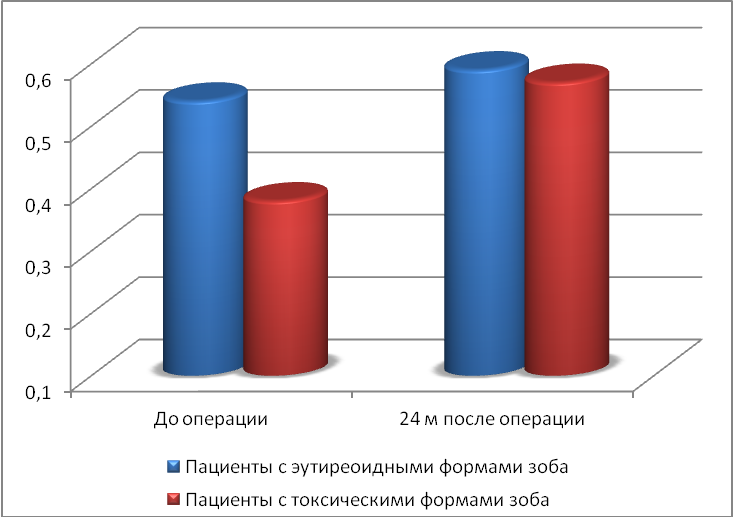 0,6
0,5
0,4
0,3
0,2
0,1
До операции
24 м после операции
Пациенты с эутиреоидными формами зоба
Пациенты с токсическими формами зоба